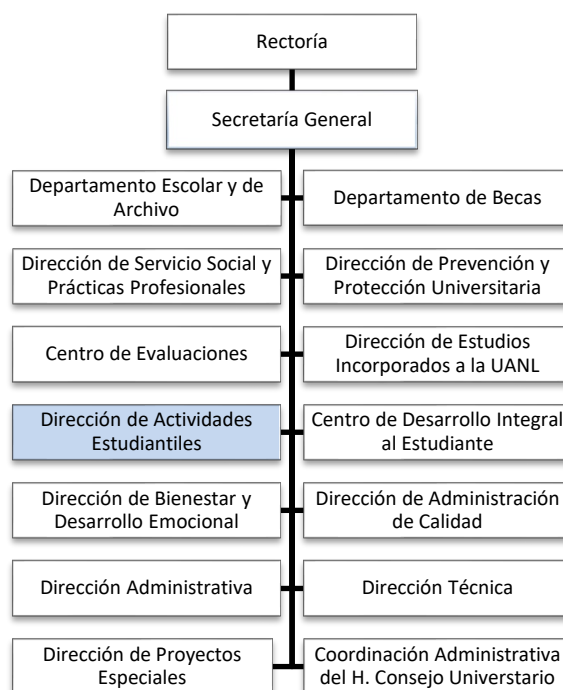 Rectoría
Secretaría General
Departamento Escolar y de
Archivo
Departamento de Becas
Dirección de Servicio Social y
Prácticas Profesionales
Dirección de Prevención y
Protección Universitaria
Centro de Evaluaciones
Dirección de Estudios
Incorporados a la UANL
Dirección de Actividades
Estudiantiles
Centro de Desarrollo Integral
al Estudiante
Dirección de Bienestar y
Desarrollo Emocional
Dirección de Administración
de Calidad
Dirección Administrativa
Dirección Técnica
Dirección de Proyectos
Especiales
Coordinación Administrativa
del H. Consejo Universtario